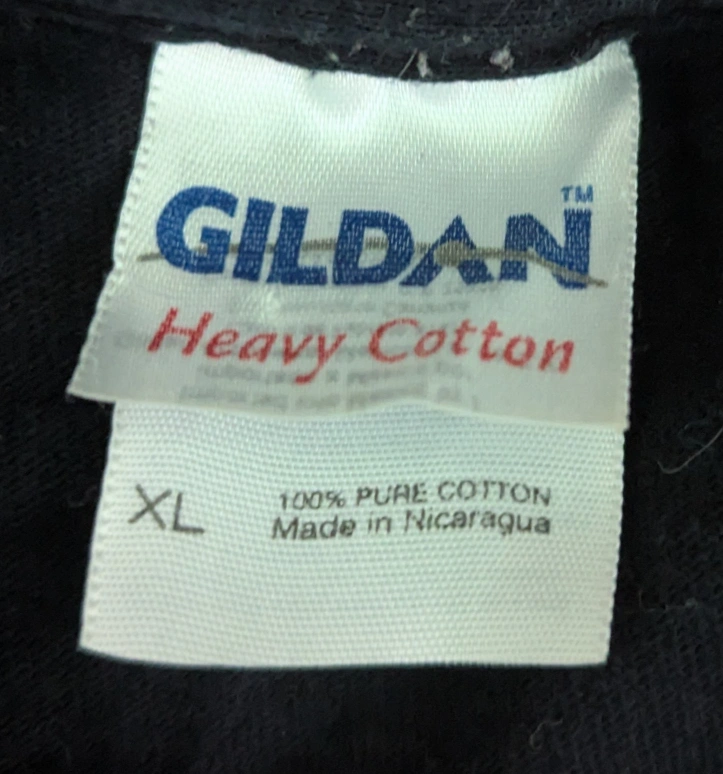 GILDAN™
Heavy Cotton
XL
100% PURE COTTON
Made in Nicaragua